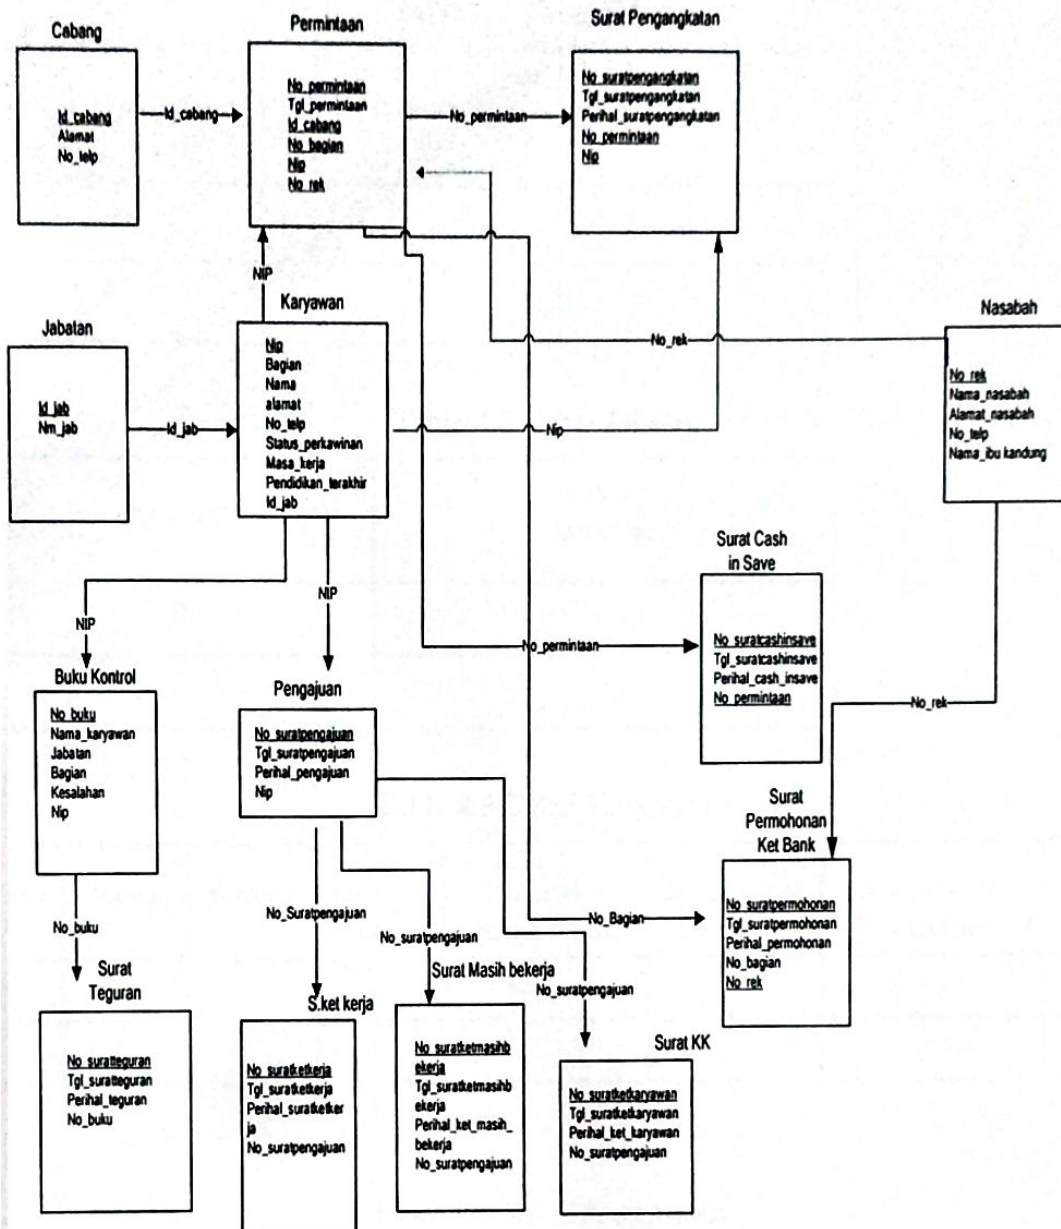 Cabang
Id_cabang
Alamat
No_telp
Id_cabang
Permintaan
No_permintaan
Tgl_permintaan
Id_cabang
No_bagian
Nip
No_rek
No_permintaan
Surat Pengangkatan
No_suratpengangkatan
Tgl_suratpengangkatan
Perihal_suratpengangkatan
No_permintaan
Nip
NIP
Jabatan
Id_jab
Nm_jab
Id_jab
Karyawan
Nip
Bagian
Nama
alamat
No_telp
Status_perkawinan
Masa_kerja
Pendidikan_terakhir
Id_jab
Nip
No_rek
Nasabah
No_rek
Nama_nasabah
Alamat_nasabah
No_telp
Nama_ibu kandung
NIP
NIP
No_permintaan
Surat Cash
in Save
No_suratcashinsave
Tgl_suratcashinsave
Perihal_cash_insave
No_permintaan
No_rek
Buku Kontrol
No_buku
Nama_karyawan
Jabatan
Bagian
Kesalahan
Nip
Pengajuan
No_suratpengajuan
Tgl_suratpengajuan
Perihal_pengajuan
Nip
Surat
Permohonan
Ket Bank
No_suratpermohonan
Tgl_suratpermohonan
Perihal_permohonan
No_bagian
No_rek
No_Bagian
No_buku
No_Suratpengajuan
No_suratpengajuan
No_suratpengajuan
Surat
Teguran
No_suratteguran
Tgl_suratteguran
Perihal_teguran
No_buku
S.ket kerja
No_suratketkerja
Tgl_suratketkerja
Perihal_suratketker
ja
No_suratpengajuan
Surat Masih bekerja
No_suratketmasihb
ekerja
Tgl_suratketmasihb
ekerja
Perihal_ket_masih_
bekerja
No_suratpengajuan
Surat KK
No_suratketkaryawan
Tgl_suratketkaryawan
Perihal_ket_karyawan
No_suratpengajuan